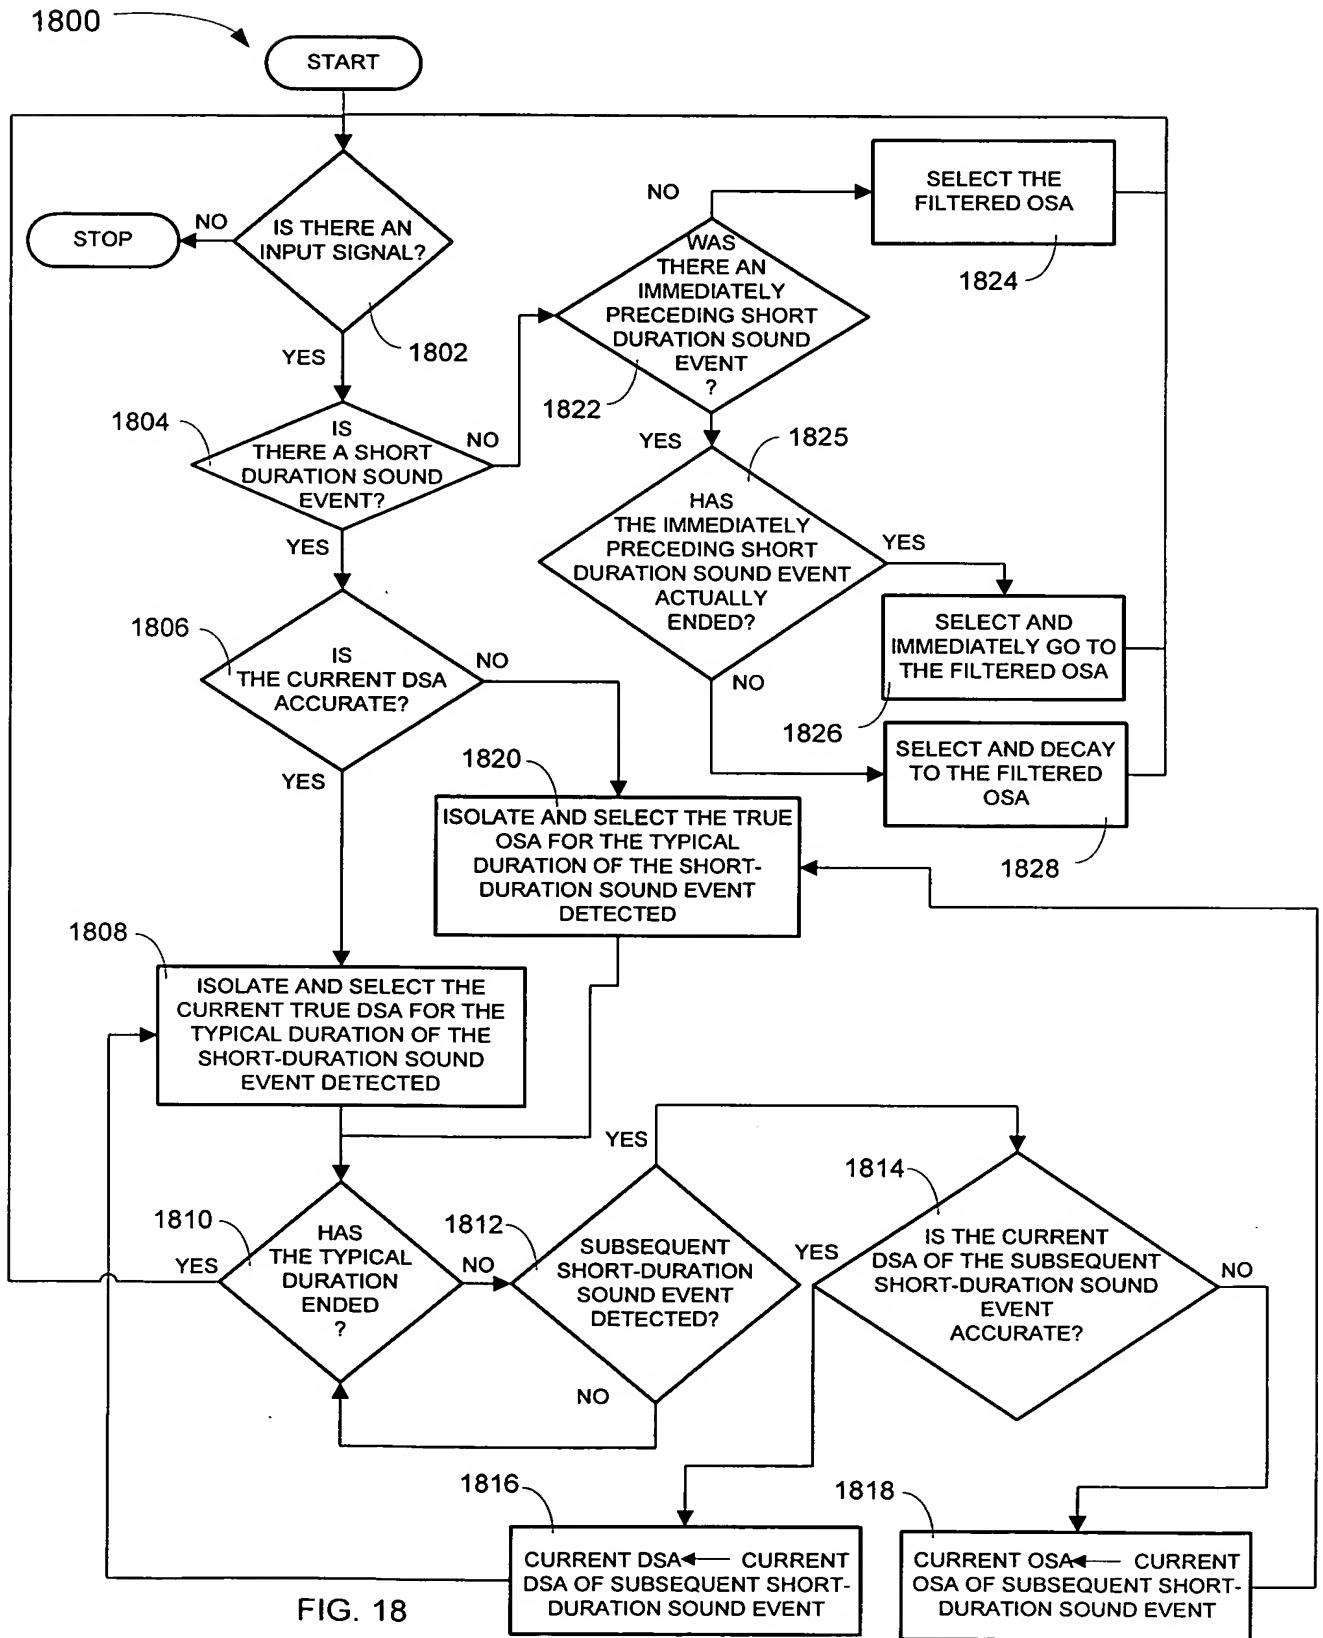 1800
START
NO
IS THERE AN
INPUT SIGNAL?
STOP
1802
YES
NO
SELECT THE
FILTERED OSA
1824
WAS
THERE AN
IMMEDIATELY
PRECEDING SHORT
DURATION SOUND
EVENT
?
1822
1804
IS
THERE A SHORT
DURATION SOUND
EVENT?
NO
YES
YES
1825
HAS
THE IMMEDIATELY
PRECEDING SHORT
DURATION SOUND EVENT
ACTUALLY
ENDED?
YES
NO
SELECT AND
IMMEDIATELY GO TO
THE FILTERED OSA
1826
SELECT AND DECAY
TO THE FILTERED
OSA
1828
1806
IS
THE CURRENT DSA
ACCURATE?
NO
YES
1820
ISOLATE AND SELECT THE TRUE
OSA FOR THE TYPICAL
DURATION OF THE SHORT-
DURATION SOUND EVENT
DETECTED
1808
ISOLATE AND SELECT THE
CURRENT TRUE DSA FOR THE
TYPICAL DURATION OF THE
SHORT-DURATION SOUND
EVENT DETECTED
1810
YES
HAS
THE TYPICAL
DURATION
ENDED
?
NO
1812
YES
SUBSEQUENT
SHORT-DURATION
SOUND EVENT
DETECTED?
NO
1814
YES
IS THE CURRENT
DSA OF THE SUBSEQUENT
SHORT-DURATION SOUND
EVENT
ACCURATE?
NO
1816
CURRENT DSA ← CURRENT
DSA OF SUBSEQUENT SHORT-
DURATION SOUND EVENT
1818
CURRENT OSA ← CURRENT
OSA OF SUBSEQUENT SHORT-
DURATION SOUND EVENT
FIG. 18